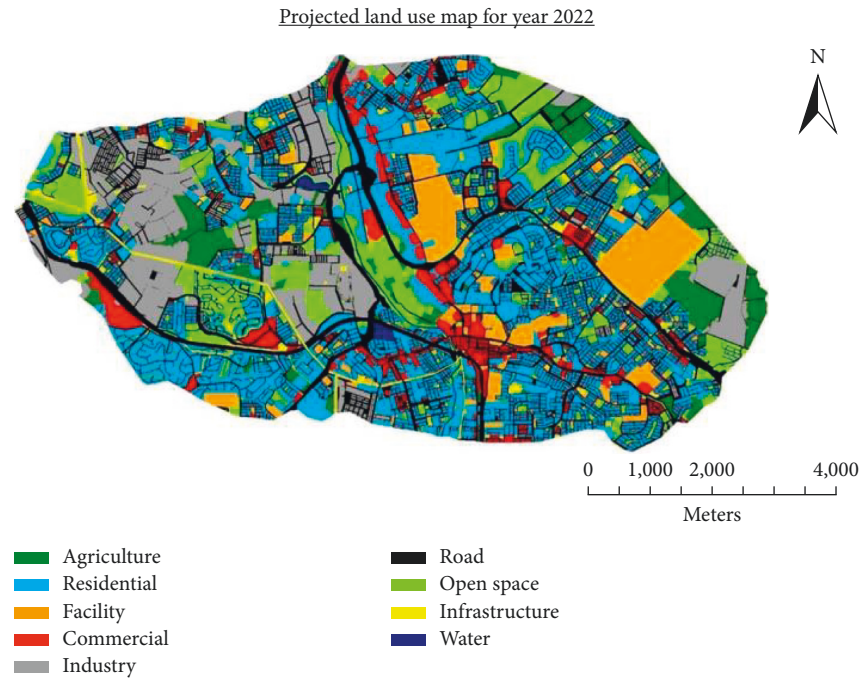 Projected land use map for year 2022
N
0 1,000 2,000 4,000
Meters
Agriculture
Residential
Facility
Commercial
Industry
Road
Open space
Infrastructure
Water